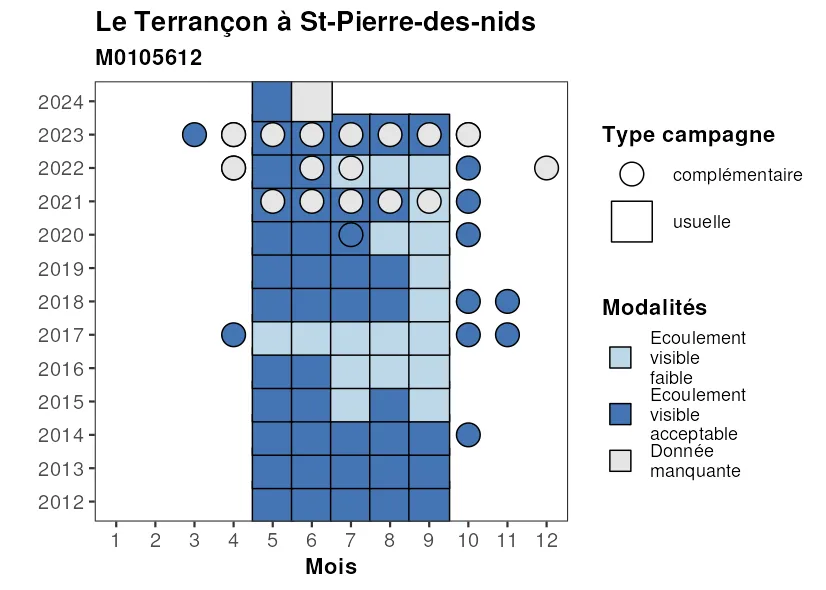 Le Terrançon à St-Pierre-des-nids
M0105612
2024
2023
2022
2021
2020
2019
2018
2017
2016
2015
2014
2013
2012
1 2 3 4 5 6 7 8 9 10 11 12
Mois
Type campagne
complémentaire
usuelle
Modalités
Ecoulement
visible
faible
Ecoulement
visible
acceptable
Donnée
manquante